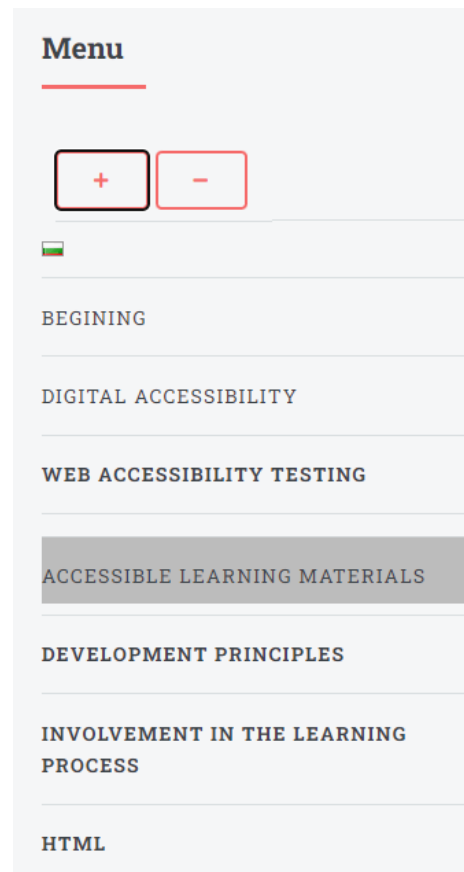 Menu
+ −
BEGINING
DIGITAL ACCESSIBILITY
WEB ACCESSIBILITY TESTING
ACCESSIBLE LEARNING MATERIALS
DEVELOPMENT PRINCIPLES
INVOLVEMENT IN THE LEARNING
PROCESS
HTML